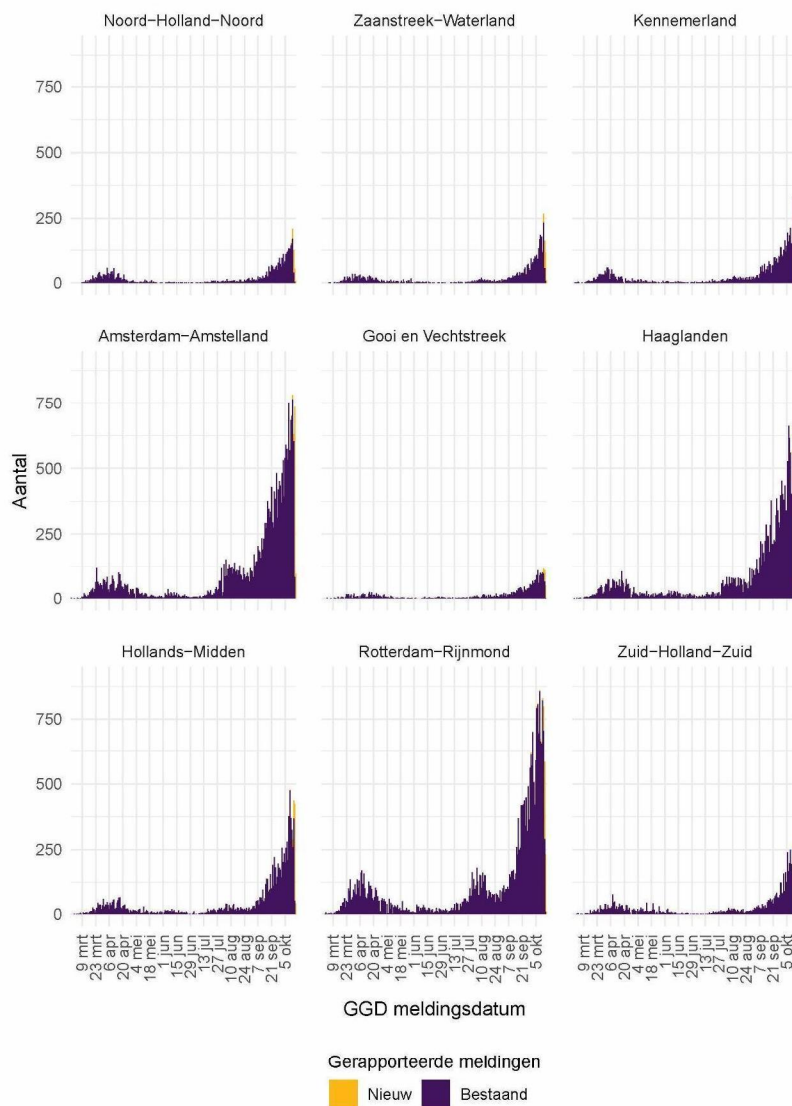 Noord-Holland-Noord
Zaanstreek-Waterland
Kennemerland
750
500
250
0
Amsterdam-Amstelland
Gooi en Vechtstreek
Haaglanden
750
500
250
0
Aantal
Hollands-Midden
Rotterdam-Rijnmond
Zuid-Holland-Zuid
750
500
250
0
9 mrt
23 mrt
6 apr
20 apr
4 mei
18 mei
1 jun
15 jun
29 jun
13 jul
27 jul
10 aug
24 aug
7 sep
21 sep
5 okt
9 mrt
23 mrt
6 apr
20 apr
4 mei
18 mei
1 jun
15 jun
29 jun
13 jul
27 jul
10 aug
24 aug
7 sep
21 sep
5 okt
9 mrt
23 mrt
6 apr
20 apr
4 mei
18 mei
1 jun
15 jun
29 jun
13 jul
27 jul
10 aug
24 aug
7 sep
21 sep
5 okt
GGD meldingsdatum
Gerapporteerde meldingen
Nieuw
Bestaand